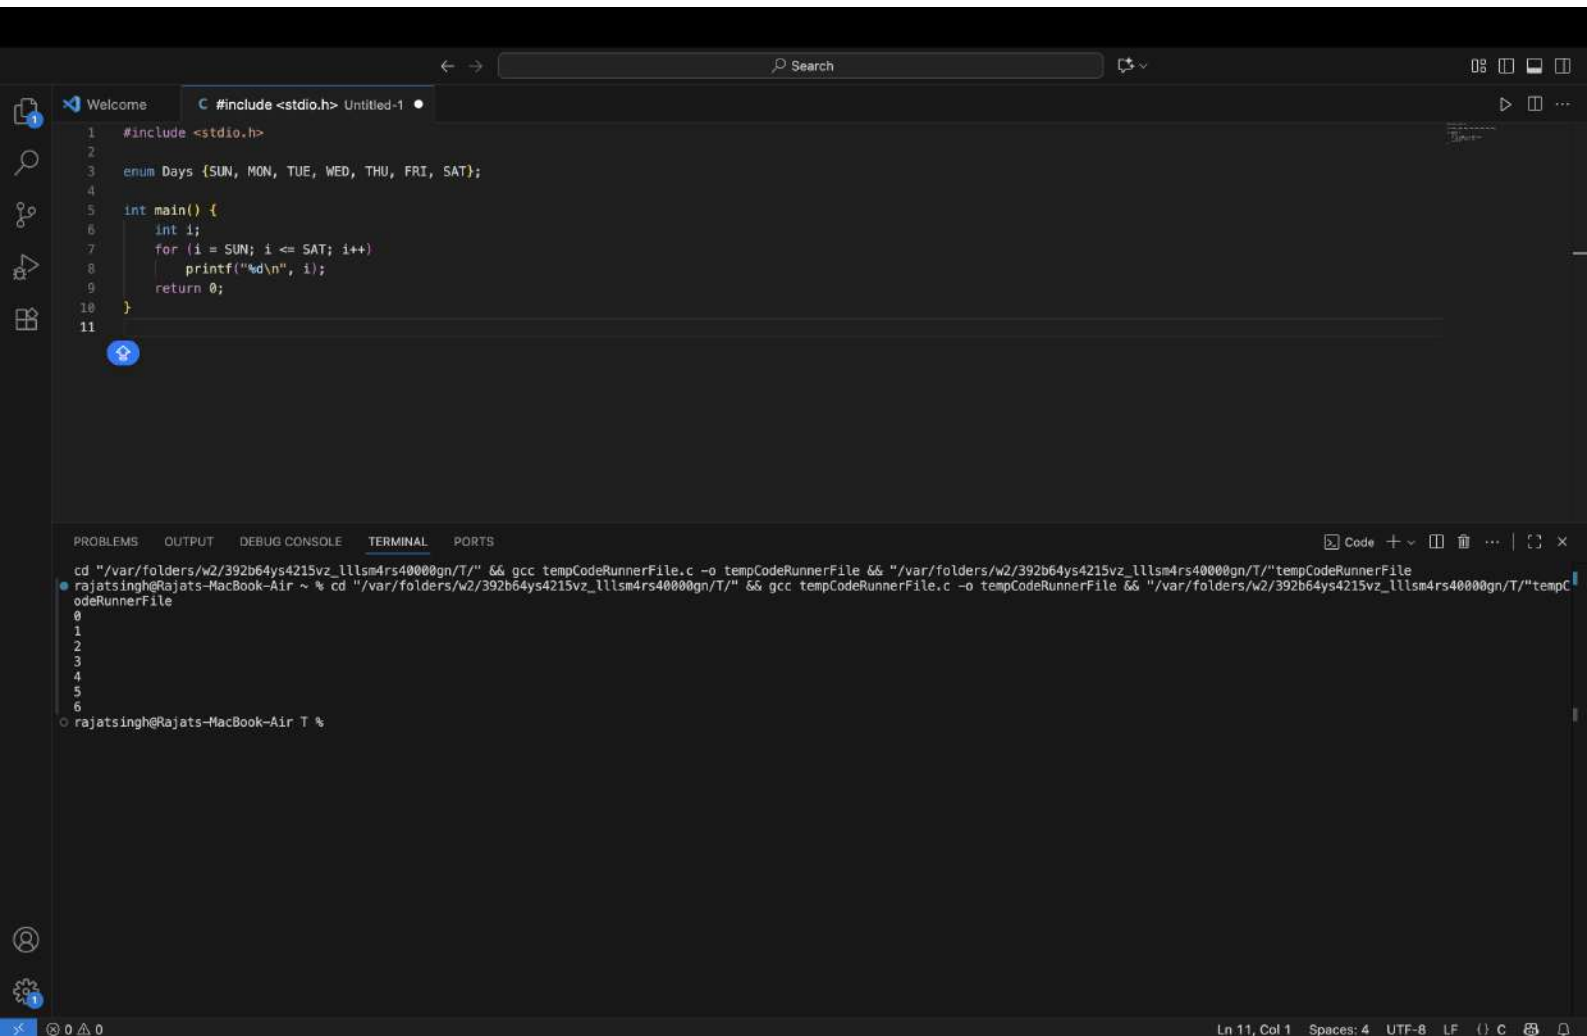 Search
Welcome
#include <stdio.h> Untitled-1
1 #include <stdio.h>
2
3 enum Days {SUN, MON, TUE, WED, THU, FRI, SAT};
4
5 int main() {
6 int i;
7 for (i = SUN; i <= SAT; i++)
8 printf("%d\n", i);
9 return 0;
10 }
11
PROBLEMS OUTPUT DEBUG CONSOLE TERMINAL PORTS
Code
cd "/var/folders/w2/392b64ys4215vz_lllsm4rs40000gn/T/" && gcc tempCodeRunnerFile.c -o tempCodeRunnerFile && "/var/folders/w2/392b64ys4215vz_lllsm4rs40000gn/T/"tempCodeRunnerFile
rajatsingh@Rajats-MacBook-Air ~ % cd "/var/folders/w2/392b64ys4215vz_lllsm4rs40000gn/T/" && gcc tempCodeRunnerFile.c -o tempCodeRunnerFile && "/var/folders/w2/392b64ys4215vz_lllsm4rs40000gn/T/"tempC
odeRunnerFile
0
1
2
3
4
5
6
rajatsingh@Rajats-MacBook-Air T %
1
1
0 0
Ln 11, Col 1 Spaces: 4 UTF-8 LF {} C